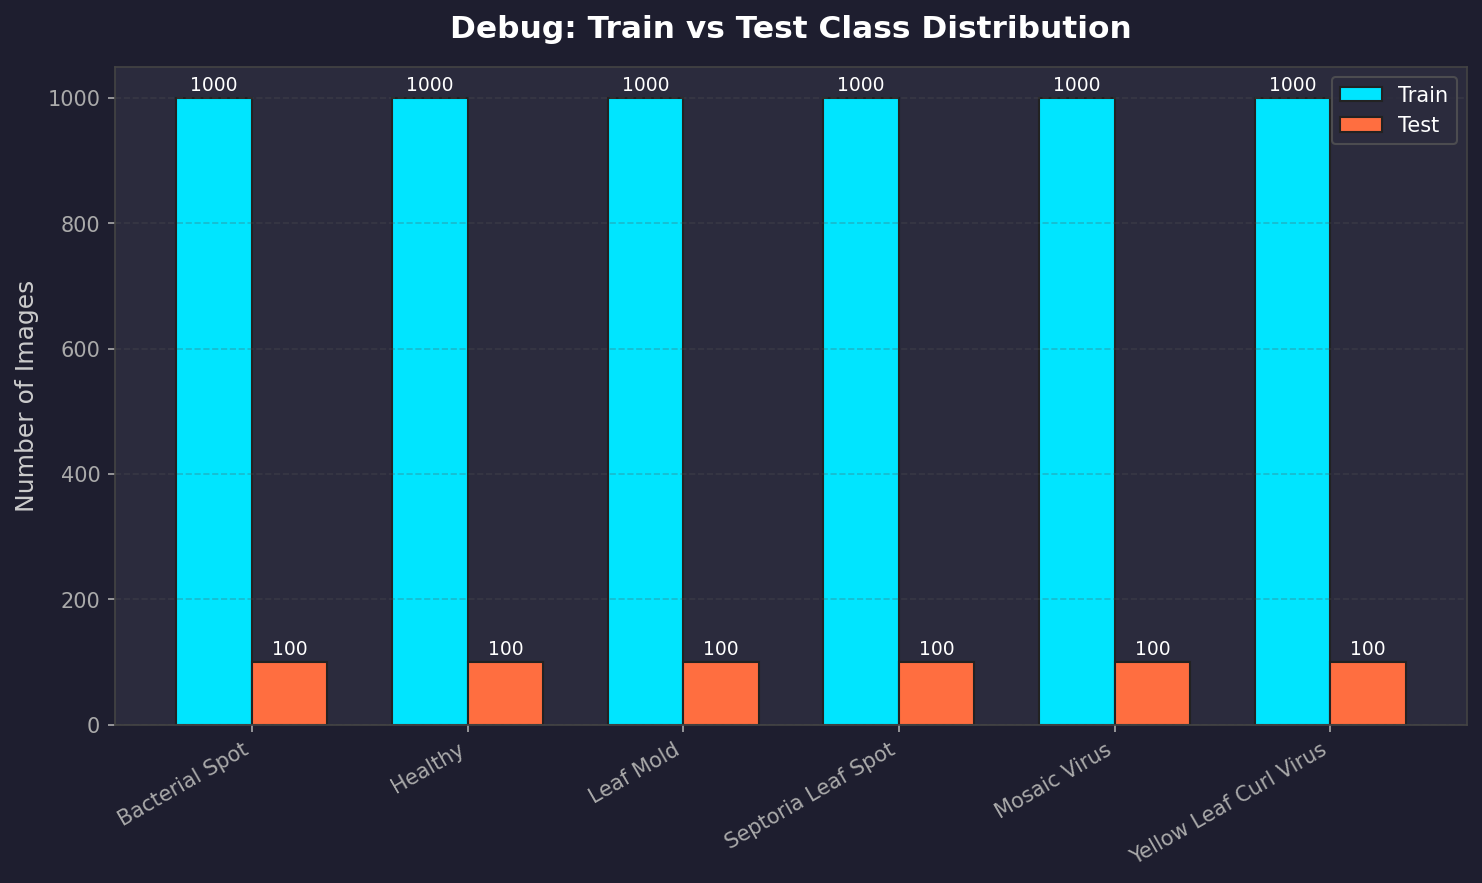 Debug: Train vs Test Class Distribution
1000 1000 1000 1000 1000 1000
Train
Test
1000
800
600
400
200
0
Number of Images
100 100 100 100 100 100
Bacterial Spot
Healthy
Leaf Mold
Septoria Leaf Spot
Mosaic Virus
Yellow Leaf Curl Virus